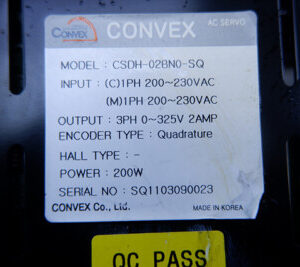 CONVEX
CONVEX
AC SERVO
MODEL: CSDH-02BN0-SQ
INPUT : (C)1PH 200~230VAC
(M)1PH 200~230VAC
OUTPUT : 3PH 0~325V 2AMP
ENCODER TYPE: Quadrature
HALL TYPE: -
POWER: 200W
SERIAL NO: SQ1103090023
CONVEX Co., Ltd.
MADE IN KOREA
QC PASS